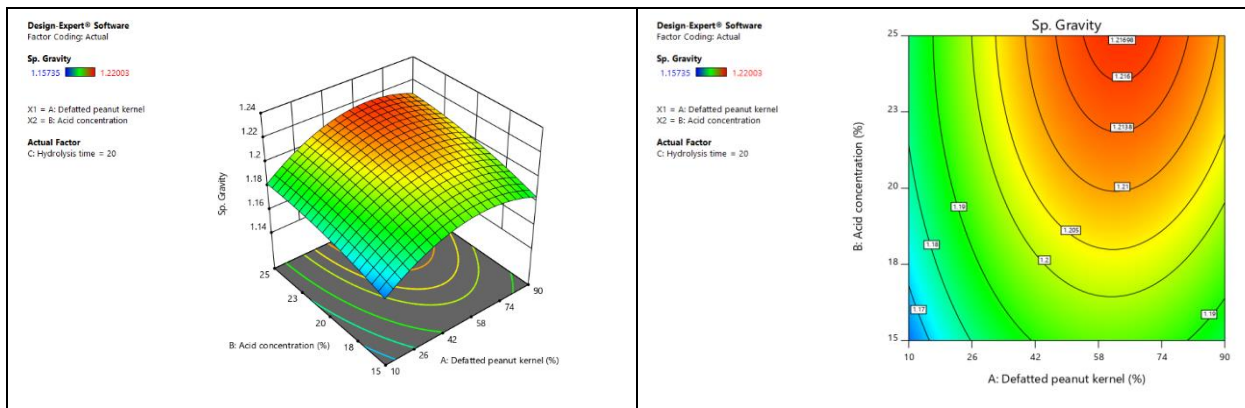 Design-Expert® Software
Factor Coding: Actual
Sp. Gravity
1.15735 1.22003
X1 = A: Defatted peanut kernel
X2 = B: Acid concentration
Actual Factor
C: Hydrolysis time = 20
1.24
1.22
1.2
1.18
1.16
1.14
Sp. Gravity
25
23
20
18
15
B: Acid concentration (%)
10
26
42
58
74
90
A: Defatted peanut kernel (%)
Design-Expert® Software
Factor Coding: Actual
Sp. Gravity
1.15735 1.22003
X1 = A: Defatted peanut kernel
X2 = B: Acid concentration
Actual Factor
C: Hydrolysis time = 20
Sp. Gravity
25
23
20
18
15
B: Acid concentration (%)
10 26 42 58 74 90
A: Defatted peanut kernel (%)
1.21698
1.216
1.2138
1.21
1.205
1.2
1.19
1.18
1.17
1.19